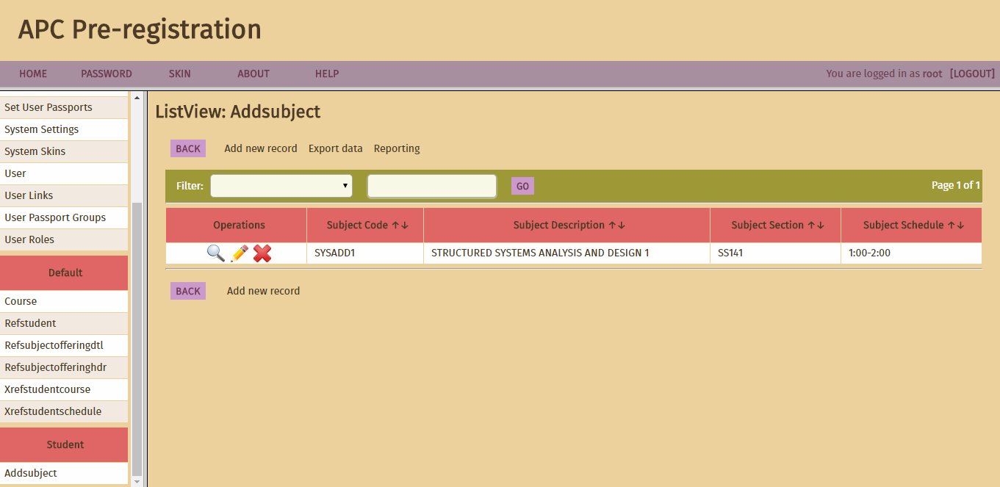 APC Pre-registration
HOME PASSWORD SKIN ABOUT HELP You are logged in as root [LOGOUT]
Set User Passports
System Settings
System Skins
User
User Links
User Passport Groups
User Roles
Default
Course
Refstudent
Refsubjectofferingdtl
Refsubjectofferinghdr
Xrefstudentcourse
Xrefstudentschedule
Student
Addsubject
ListView: Addsubject
BACK Add new record Export data Reporting
Filter: GO Page 1 of 1
Operations Subject Code ↑↓ Subject Description ↑↓ Subject Section ↑↓ Subject Schedule ↑↓
SYSADD1 STRUCTURED SYSTEMS ANALYSIS AND DESIGN 1 SS141 1:00-2:00
BACK Add new record